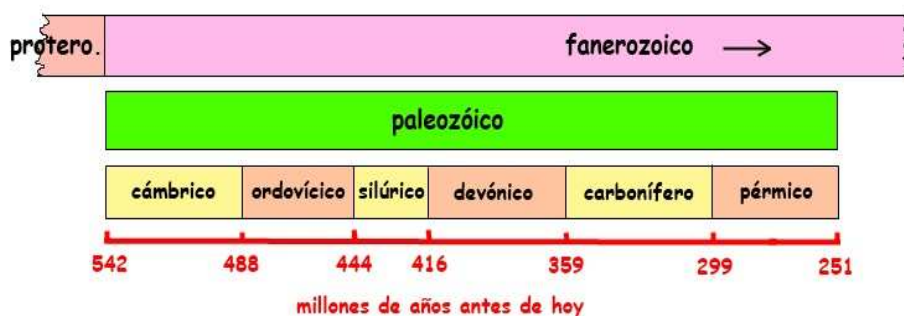 protero. fanerozoico →
paleozóico
cámbrico ordovícico silúrico devónico carbonífero pérmico
542 488 444 416 359 299 251
millones de años antes de hoy